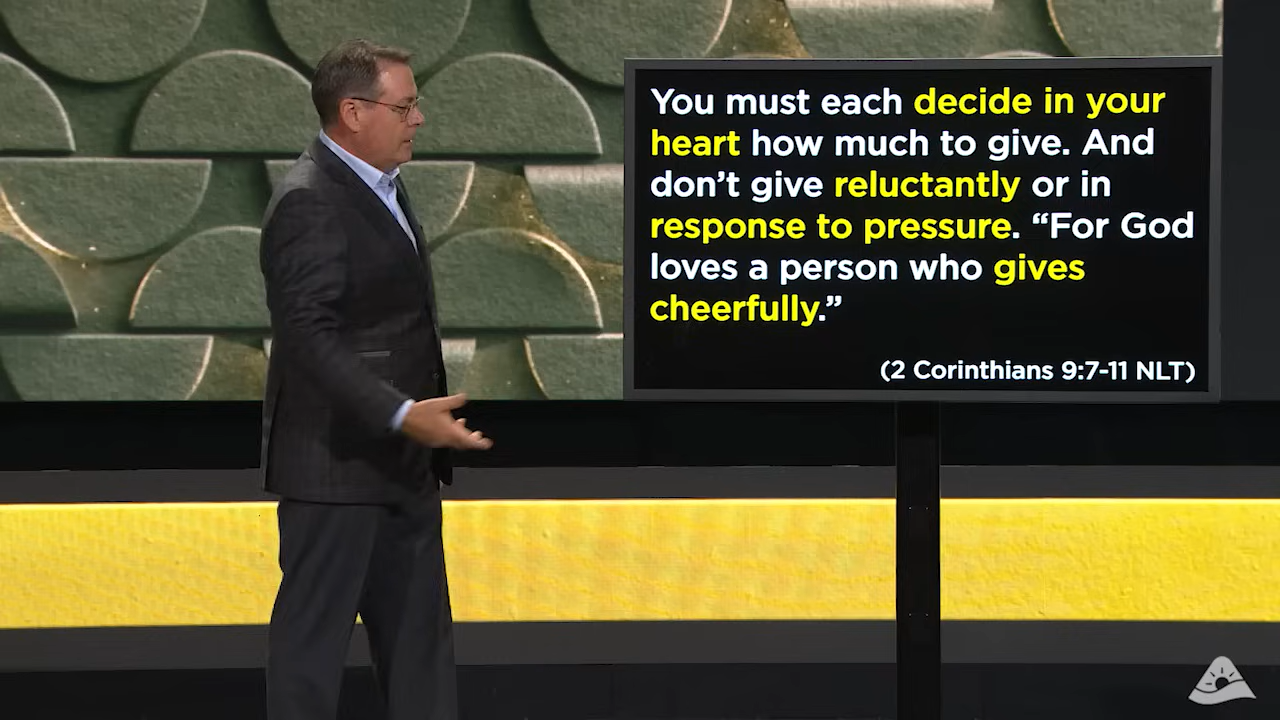 You must each decide in your
heart how much to give. And
don’t give reluctantly or in
response to pressure. “For God
loves a person who gives
cheerfully.”
(2 Corinthians 9:7-11 NLT)